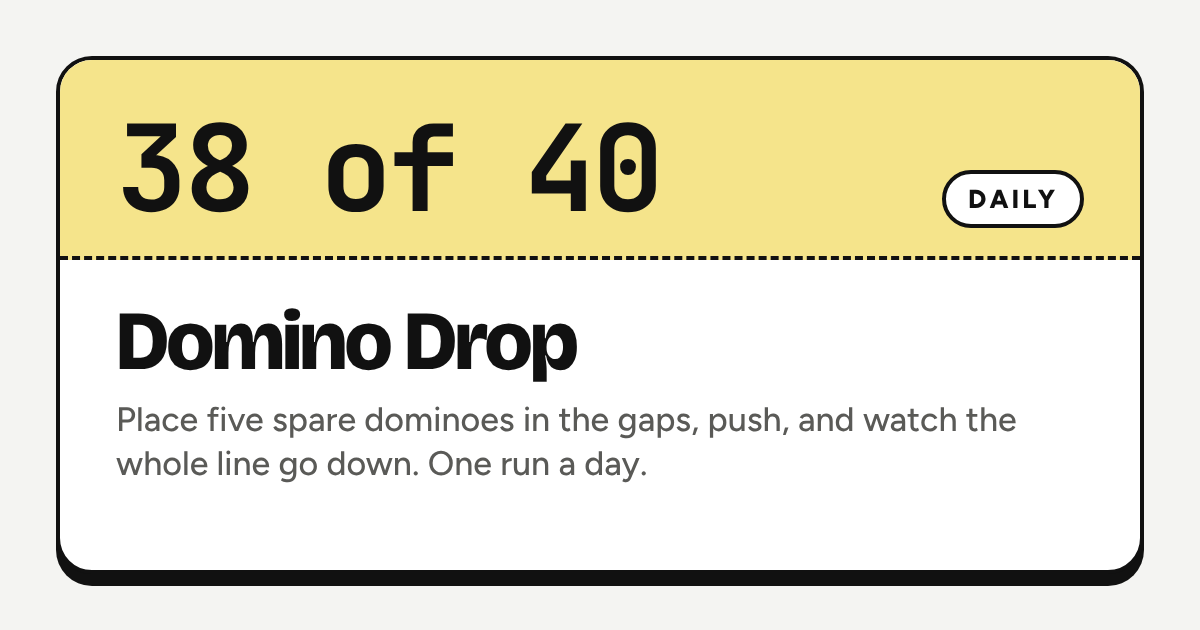 38 of 40
DAILY
Domino Drop
Place five spare dominoes in the gaps, push, and watch the
whole line go down. One run a day.